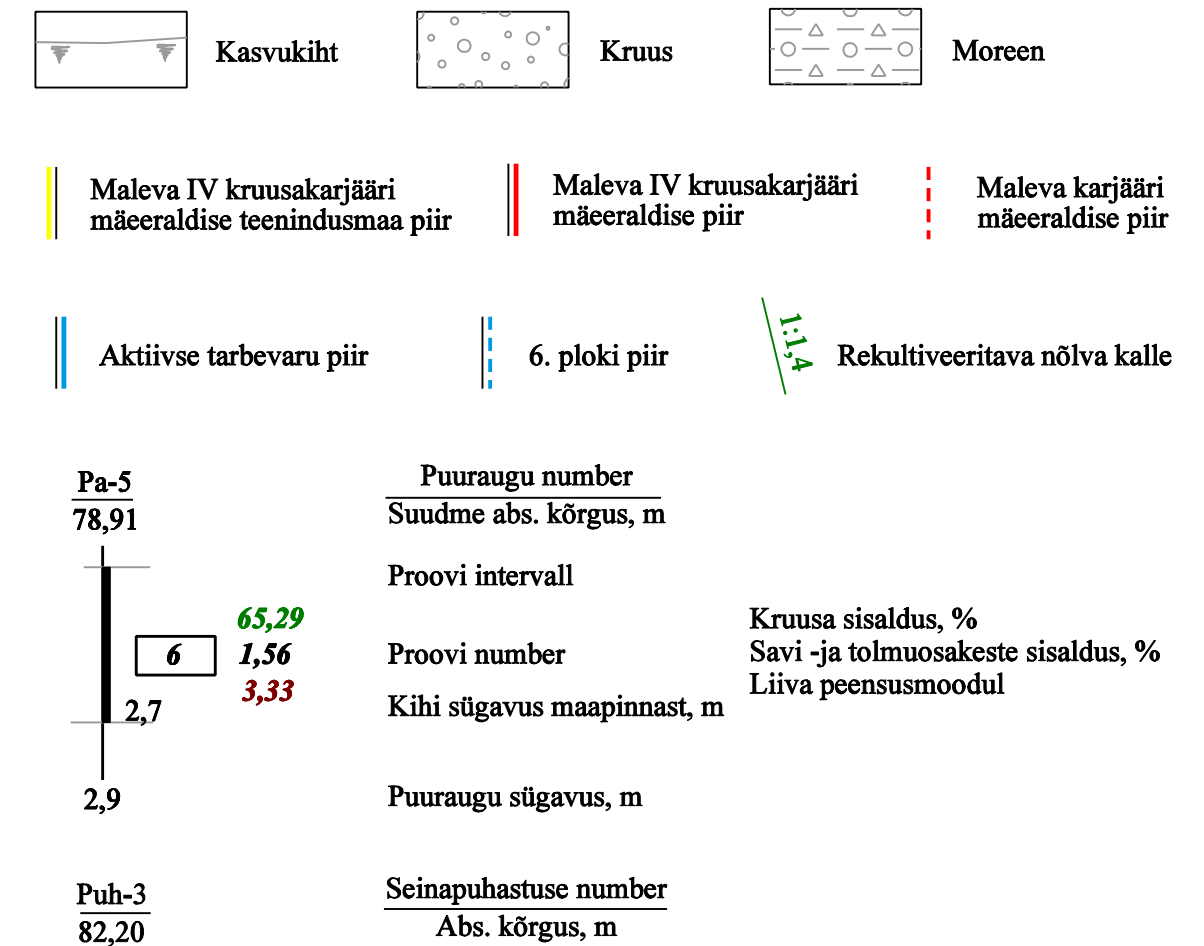 Kasvukiht
Kruus
Moreen
Maleva IV kruusakarjääri
mäeeraldise teenindusmaa piir
Maleva IV kruusakarjääri
mäeeraldise piir
Maleva karjääri
mäeeraldise piir
Aktiivse tarbevaru piir
6. ploki piir
1:1,4
Rekultiveeritava nõlva kalle
Pa-5
78,91
Puuraugu number
Suudme abs. kõrgus, m
Proovi intervall
65,29
6
1,56
3,33
Proovi number
Kruusa sisaldus, %
Savi -ja tolmuosakeste sisaldus, %
Liiva peensusmoodul
2,7
Kihi sügavus maapinnast, m
2,9
Puuraugu sügavus, m
Puh-3
82,20
Seinapuhastuse number
Abs. kõrgus, m